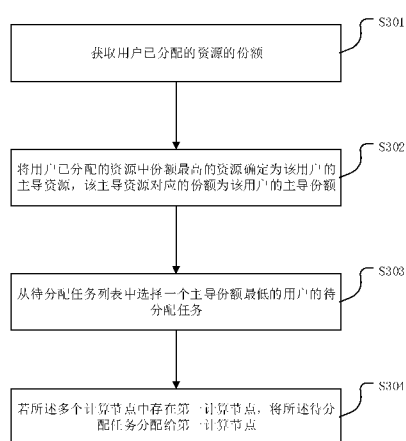 S301
获取用户已分配的资源的份额
S302
将用户已分配的资源中份额最高的资源确定为该用户的
主导资源，该主导资源对应的份额为该用户的主导份额
S303
从待分配任务列表中选择一个主导份额最低的用户的待
分配任务
S304
若所述多个计算节点中存在第一计算节点，将所述待分
配任务分配给第一计算节点